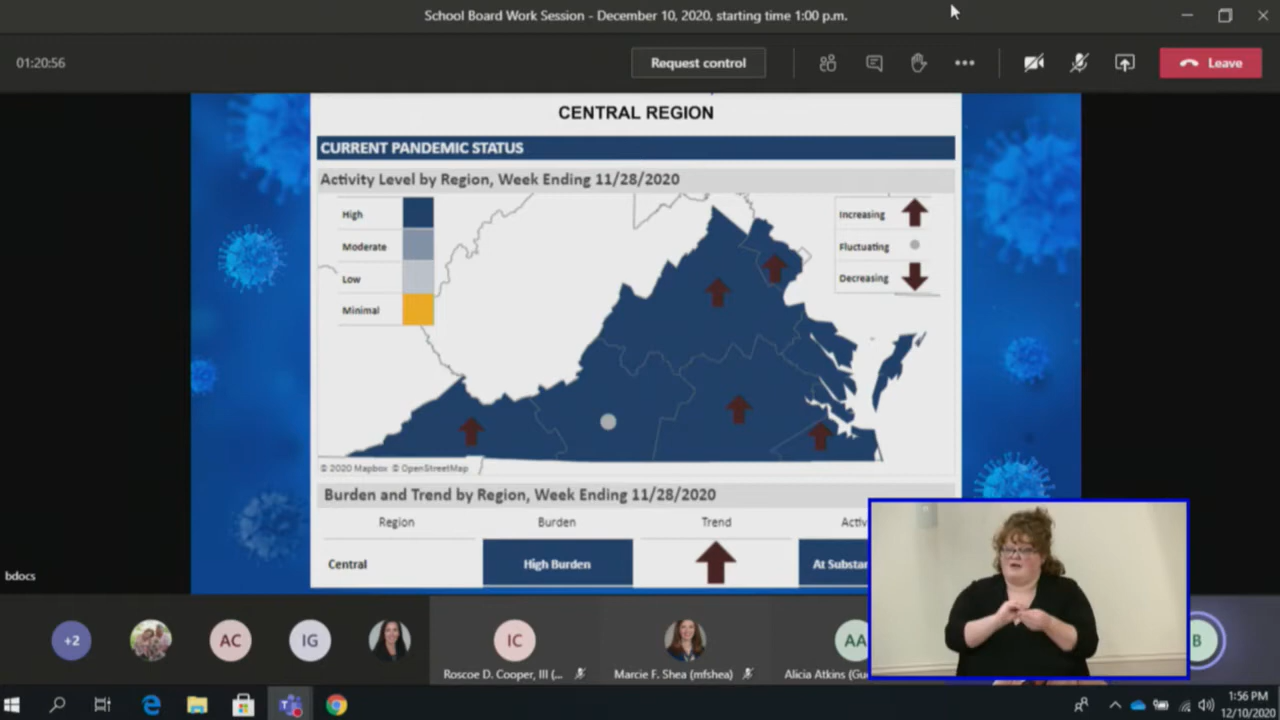 School Board Work Session - December 10, 2020, starting time 1:00 p.m.
01:20:56
Request control
Leave
CENTRAL REGION
CURRENT PANDEMIC STATUS
Activity Level by Region, Week Ending 11/28/2020
High
Moderate
Low
Minimal
Increasing
Fluctuating
Decreasing
© 2020 Mapbox © OpenStreetMap
Burden and Trend by Region, Week Ending 11/28/2020
Region Burden Trend Activ
Central High Burden At Substan
bdocs
+2
AC
IG
IC
AA
B
Roscoe D. Cooper, III (...
Marcie F. Shea (mfshea)
Alicia Atkins (Gu
1:56 PM
12/10/2020